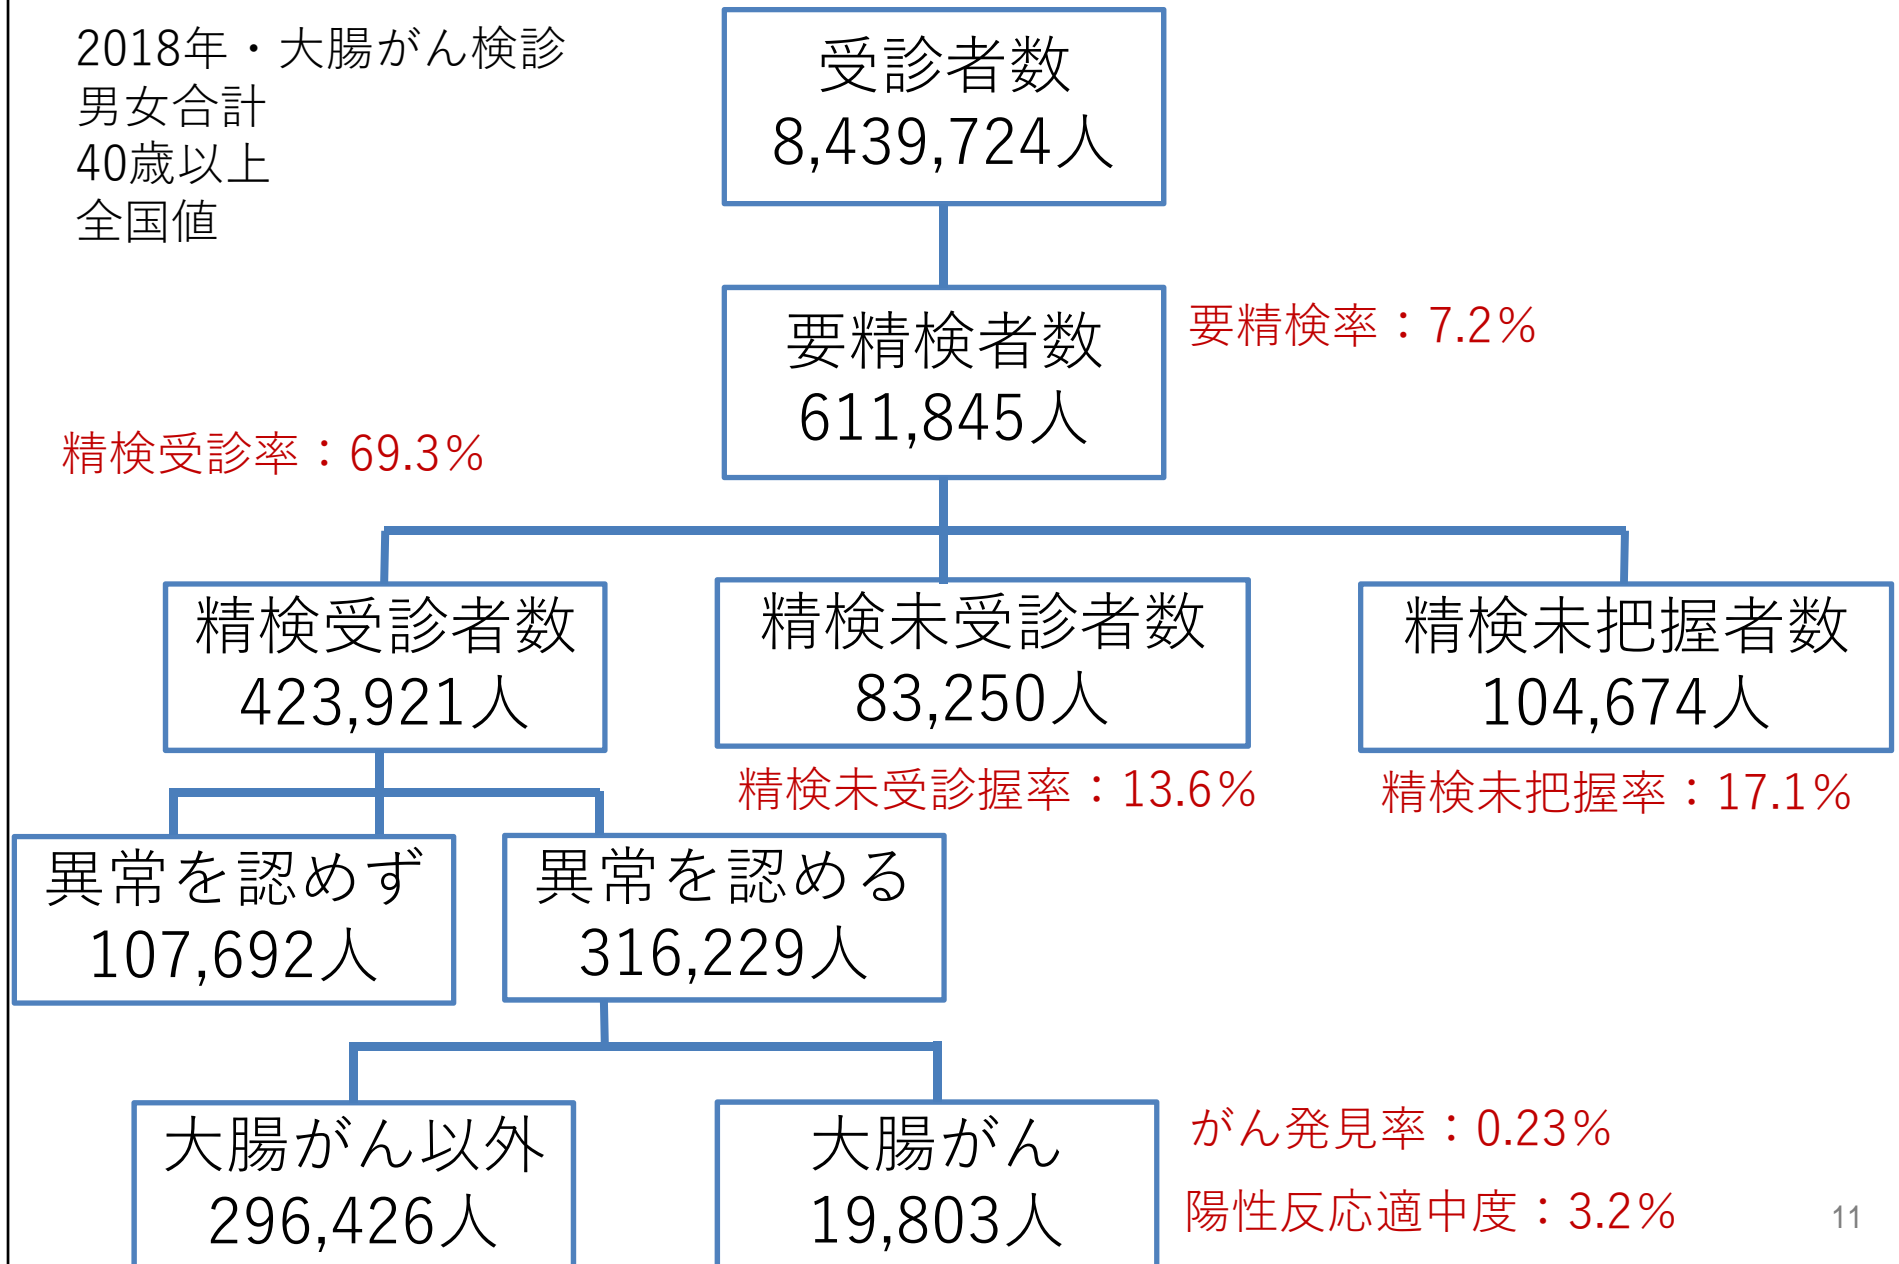 2018年・大腸がん検診
男女合計
40歳以上
全国値
受診者数
8,439,724人
要精検者数
611,845人
要精検率：7.2%
精検受診率：69.3%
精検受診者数
423,921人
精検未受診者数
83,250人
精検未把握者数
104,674人
精検未受診握率：13.6%
精検未把握率：17.1%
異常を認めず
107,692人
異常を認める
316,229人
大腸がん以外
296,426人
大腸がん
19,803人
がん発見率：0.23%
陽性反応適中度：3.2%
11